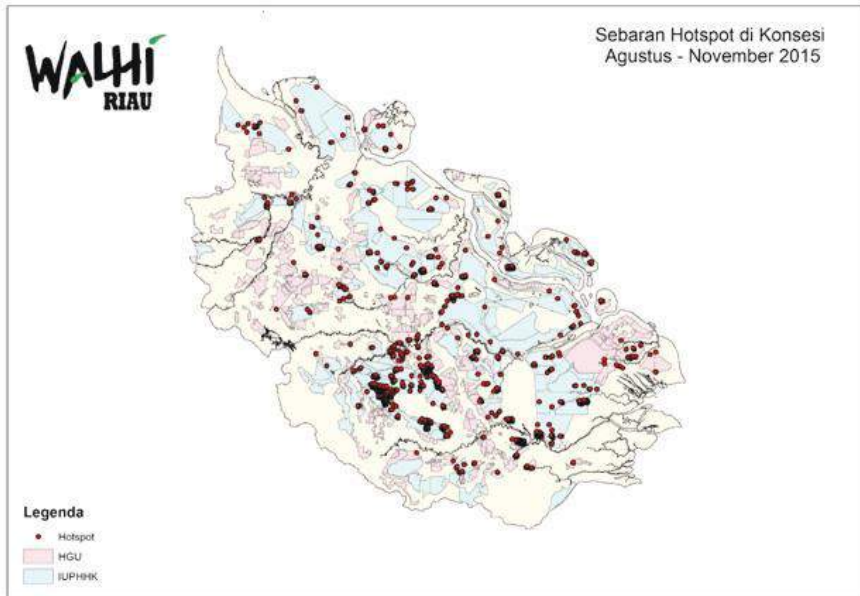 WALHI
RIAU
Sebaran Hotspot di Konsesi
Agustus - November 2015
Legenda
Hotspot
HGU
IUPHHK